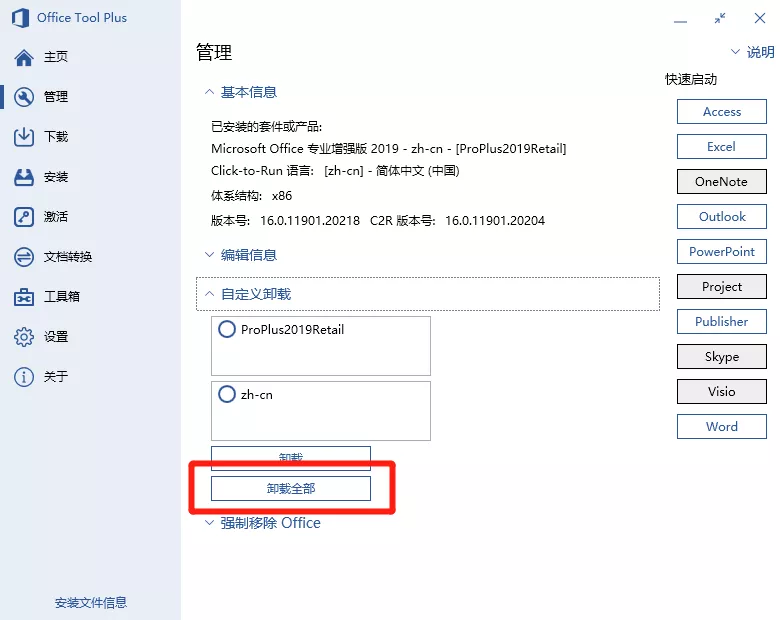 Office Tool Plus
主页
管理
下载
安装
激活
文档转换
工具箱
设置
关于
安装文件信息
管理
说明
基本信息
已安装的套件或产品:
Microsoft Office 专业增强版 2019 - zh-cn - [ProPlus2019Retail]
Click-to-Run 语言: [zh-cn] - 简体中文 (中国)
体系结构: x86
版本号: 16.0.11901.20218 C2R 版本号: 16.0.11901.20204
编辑信息
自定义卸载
ProPlus2019Retail
zh-cn
卸载
卸载全部
强制移除 Office
快速启动
Access
Excel
OneNote
Outlook
PowerPoint
Project
Publisher
Skype
Visio
Word